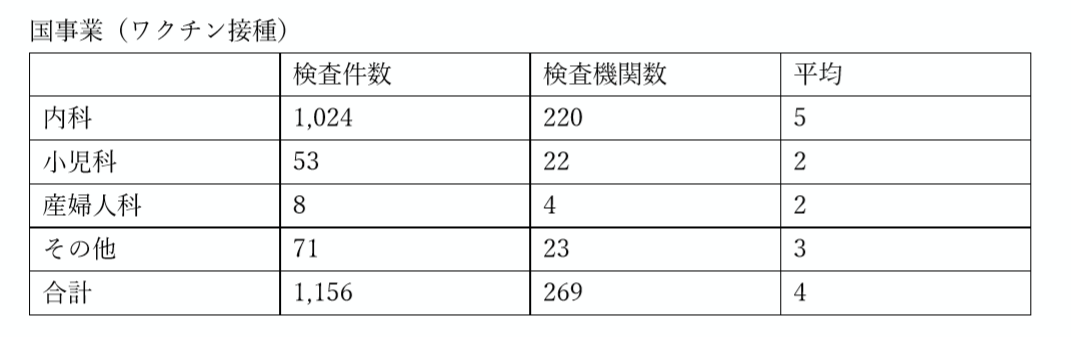 国事業（ワクチン接種）
検査件数 検査機関数 平均
内科 1,024 220 5
小児科 53 22 2
産婦人科 8 4 2
その他 71 23 3
合計 1,156 269 4